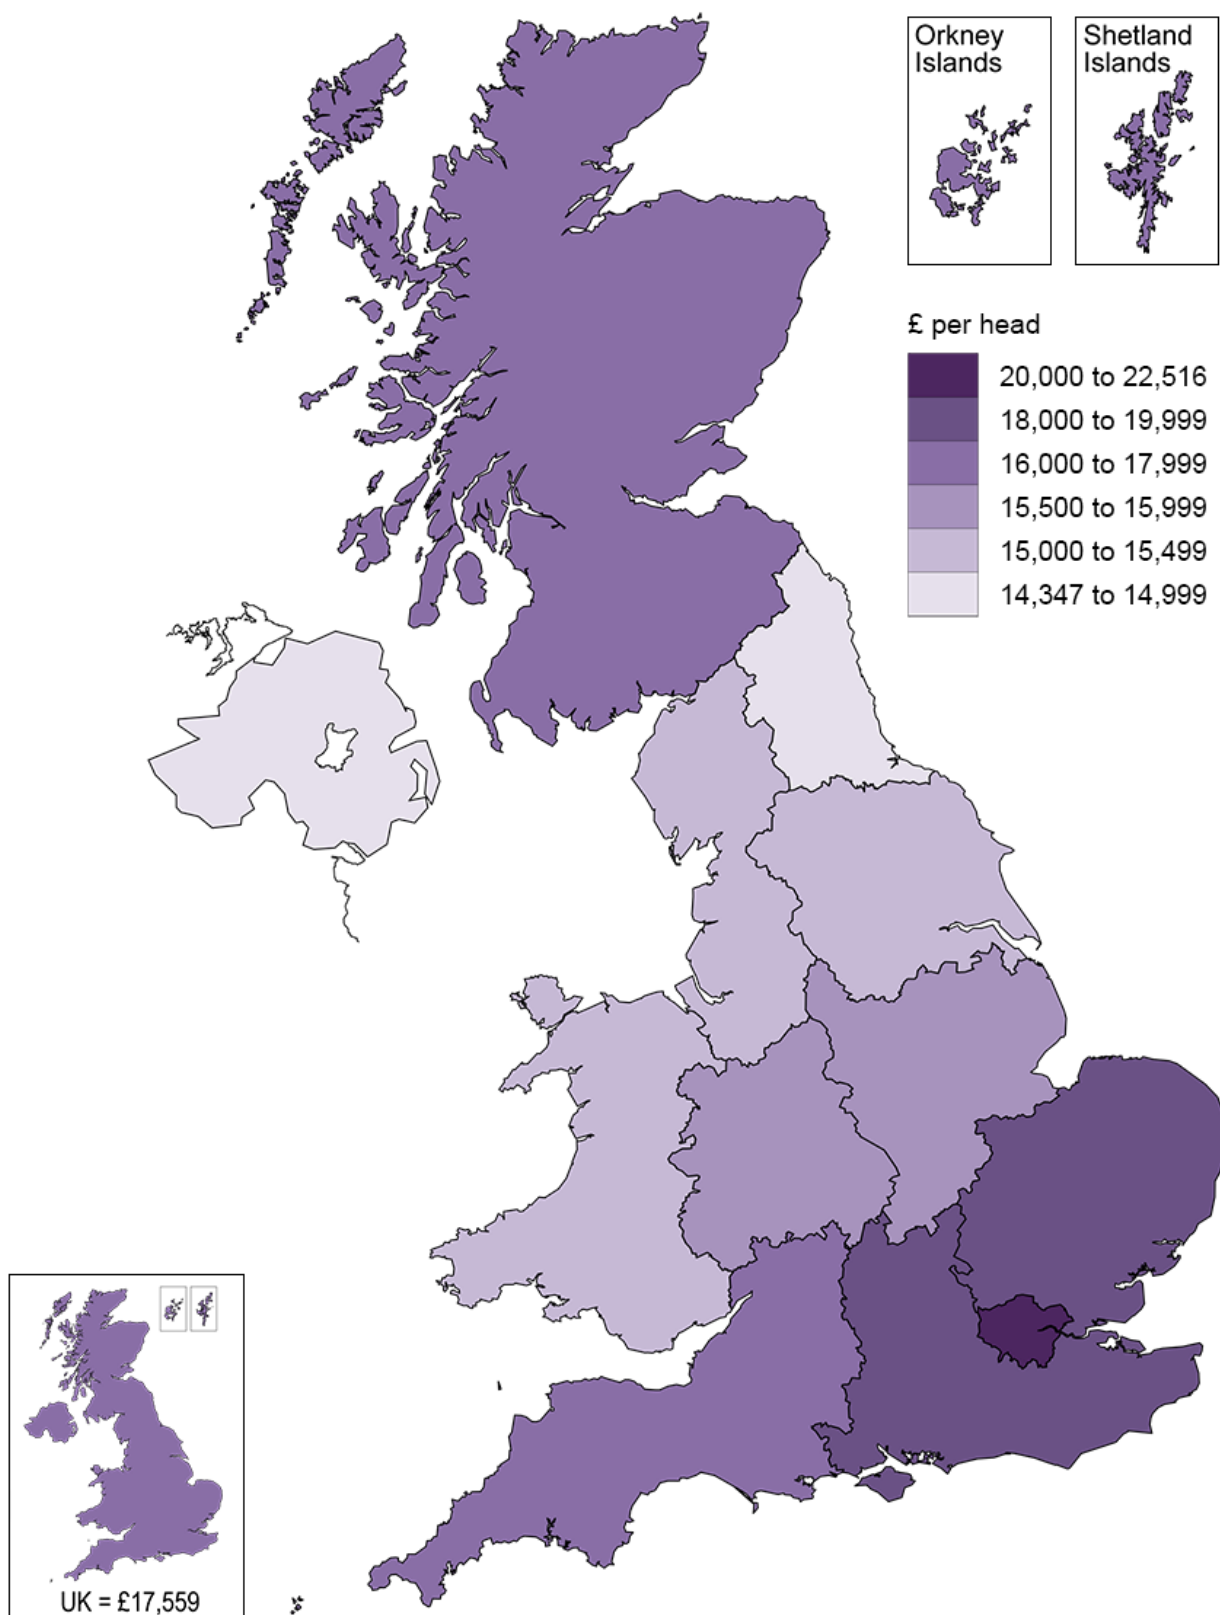 Orkney
Islands
Shetland
Islands
£ per head
20,000 to 22,516
18,000 to 19,999
16,000 to 17,999
15,500 to 15,999
15,000 to 15,499
14,347 to 14,999
UK = £17,559